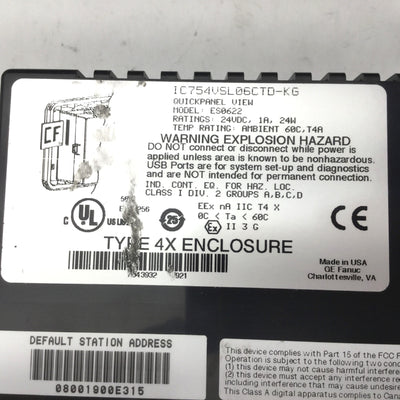 IC754VSL06CTD-KG
QUICKPANEL VIEW
MODEL: ES0622
RATINGS: 24VDC, 1A, 24W
TEMP RATING: AMBIENT 60C, T4A
WARNING EXPLOSION HAZARD
DO NOT connect or disconnect while power is
applied unless area is known to be nonhazardous.
USB Ports are for system set-up and diagnostics
and are NOT intended for permanent connection.
IND. CONT. EQ. FOR HAZ. LOC.
CLASS I DIV. 2 GROUPS A,B,C,D
CF
UL
US
EEx nA IIC T4 X
0C < Ta < 60C
Ex II 3 G
CE
TYPE 4X ENCLOSURE
Made in USA
GE Fanuc
Charlottesville, VA
DEFAULT STATION ADDRESS
08001900E315
This device complies with Part 15 of the FCC
Operation is subject to the following two
(1) this device may not cause harmful
(2) this device must accept any interference
including interference that may cause undesired
This Class A digital apparatus complies to